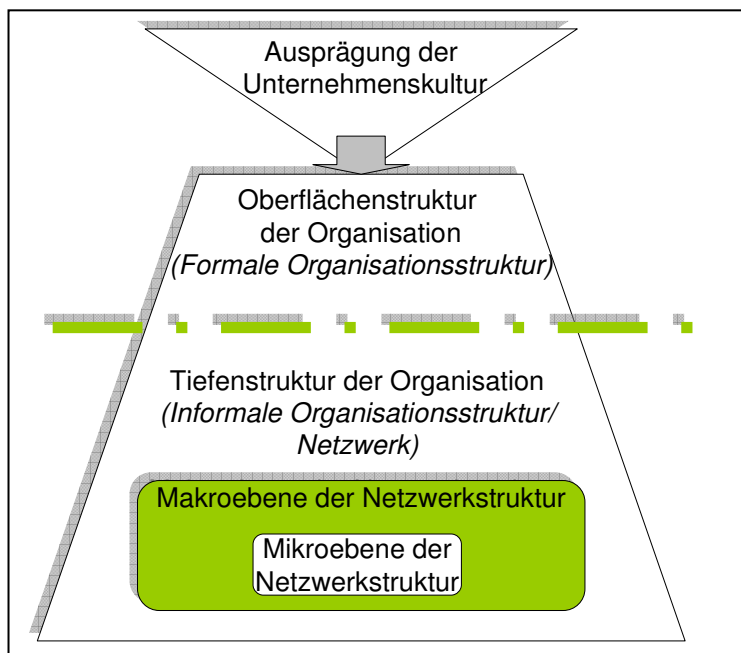 Ausprägung der
Unternehmenskultur
Oberflächenstruktur
der Organisation
(Formale Organisationsstruktur)
Tiefenstruktur der Organisation
(Informale Organisationsstruktur/
Netzwerk)
Makroebene der Netzwerkstruktur
Mikroebene der
Netzwerkstruktur